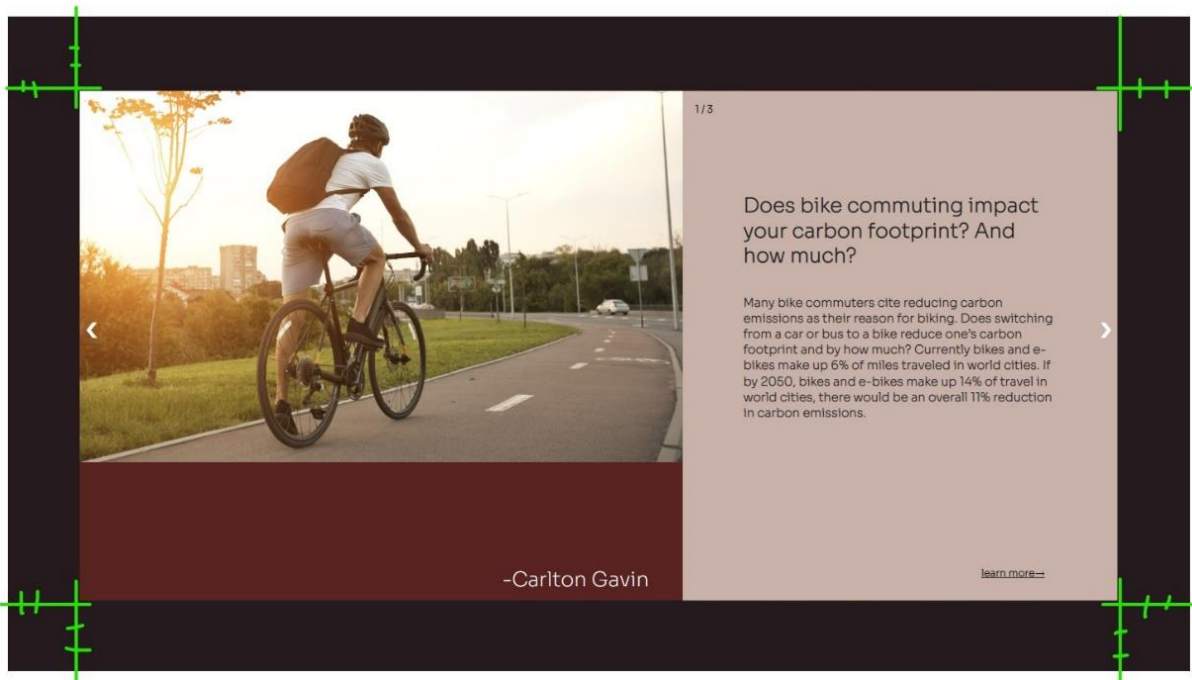 1/3
Does bike commuting impact
your carbon footprint? And
how much?
Many bike commuters cite reducing carbon
emissions as their reason for biking. Does switching
from a car or bus to a bike reduce one's carbon
footprint and by how much? Currently bikes and e-
bikes make up 6% of miles traveled in world cities. If
by 2050, bikes and e-bikes make up 14% of travel in
world cities, there would be an overall 11% reduction
in carbon emissions.
-Carlton Gavin
learn more→